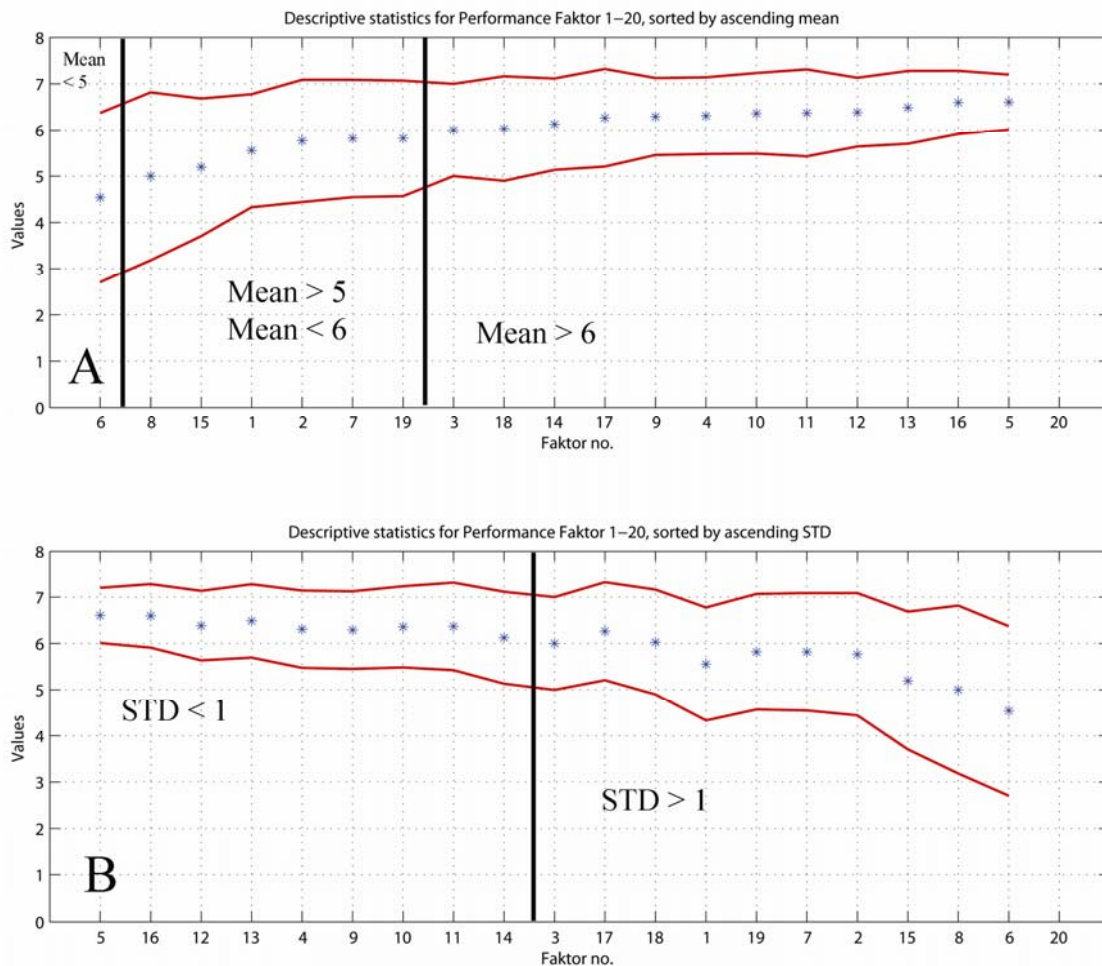 Descriptive statistics for Performance Faktor 1−20, sorted by ascending mean
8
7
6
5
4
3
2
1
0
Values
Mean
< 5
Mean > 5
Mean < 6
Mean > 6
A
6 8 15 1 2 7 19 3 18 14 17 9 4 10 11 12 13 16 5 20
Faktor no.
Descriptive statistics for Performance Faktor 1−20, sorted by ascending STD
8
7
6
5
4
3
2
1
0
Values
STD < 1
STD > 1
B
5 16 12 13 4 9 10 11 14 3 17 18 1 19 7 2 15 8 6 20
Faktor no.